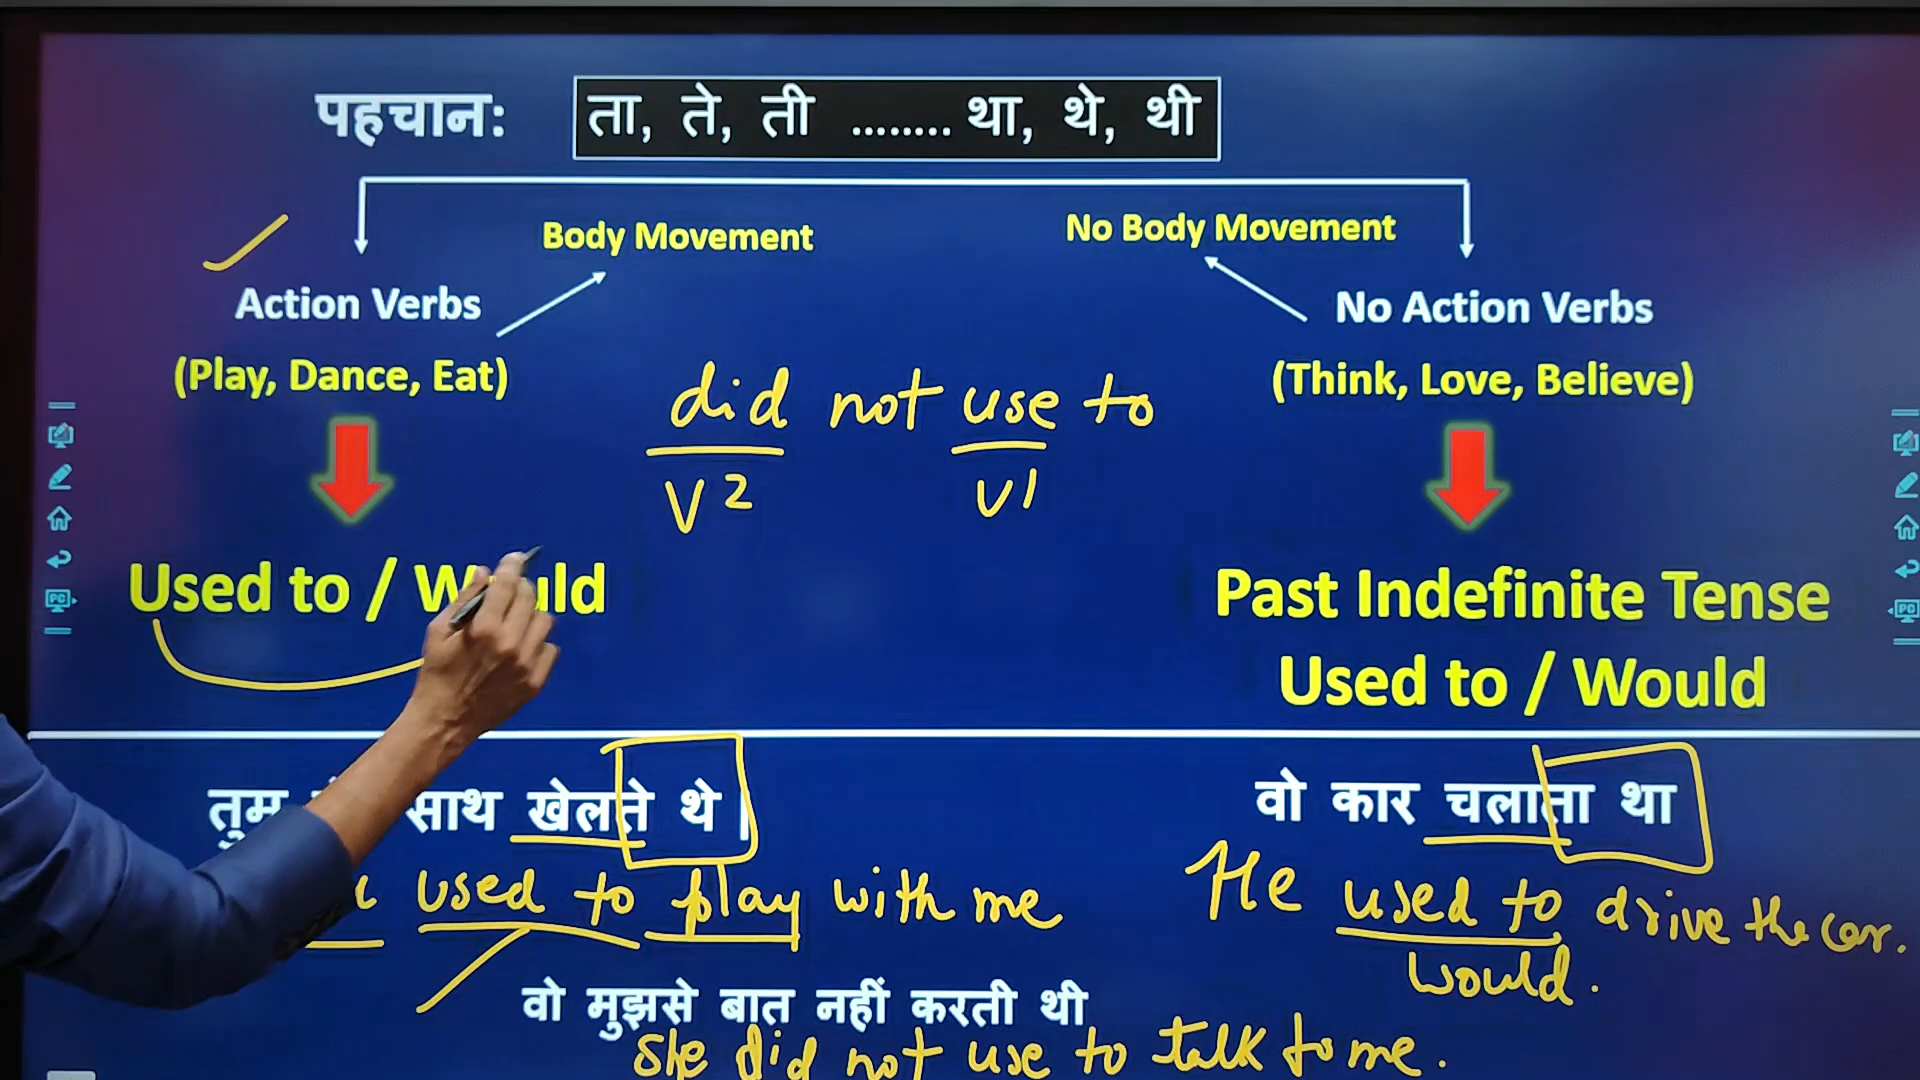 पहचान: ता, ते, ती ........ था, थे, थी
Body Movement
No Body Movement
Action Verbs
No Action Verbs
(Play, Dance, Eat)
(Think, Love, Believe)
did not use to
V2 V1
Used to / Would
Past Indefinite Tense
Used to / Would
तुम साथ खेलते थे |
वो कार चलाता था
used to play with me
He used to drive the car.
would.
वो मुझसे बात नहीं करती थी
She did not use to talk to me.